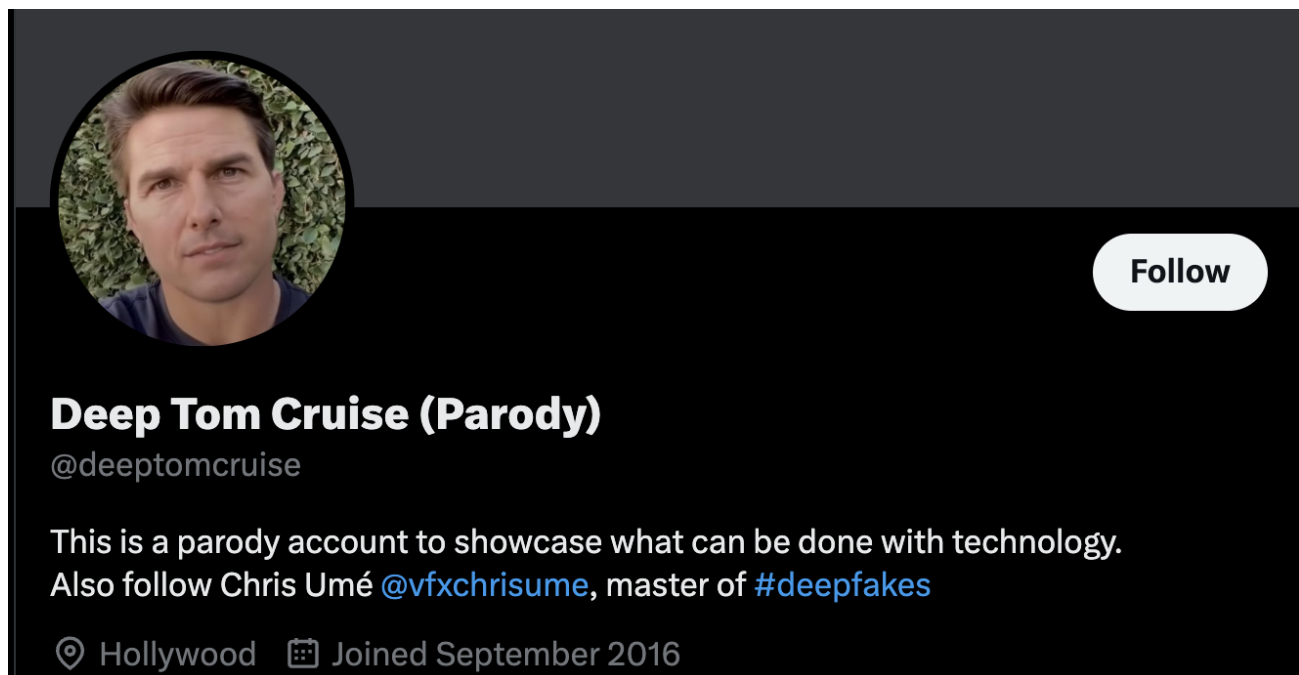 Follow
Deep Tom Cruise (Parody)
@deeptomcruise
This is a parody account to showcase what can be done with technology.
Also follow Chris Umé @vfxchrisume, master of #deepfakes
Hollywood Joined September 2016